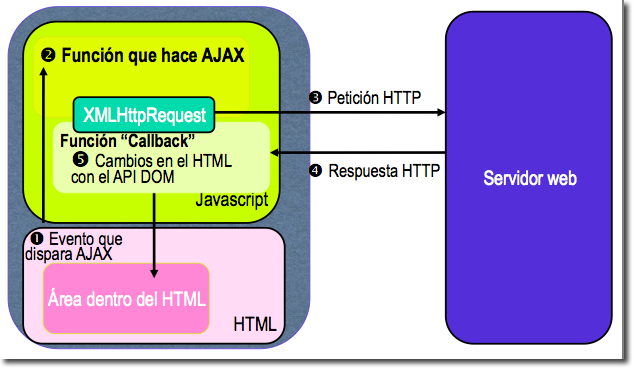 ❷ Función que hace AJAX
XMLHttpRequest
❸ Petición HTTP
Función “Callback”
❺ Cambios en el HTML
con el API DOM
❹ Respuesta HTTP
Servidor web
Javascript
❶ Evento que
dispara AJAX
Área dentro del HTML
HTML